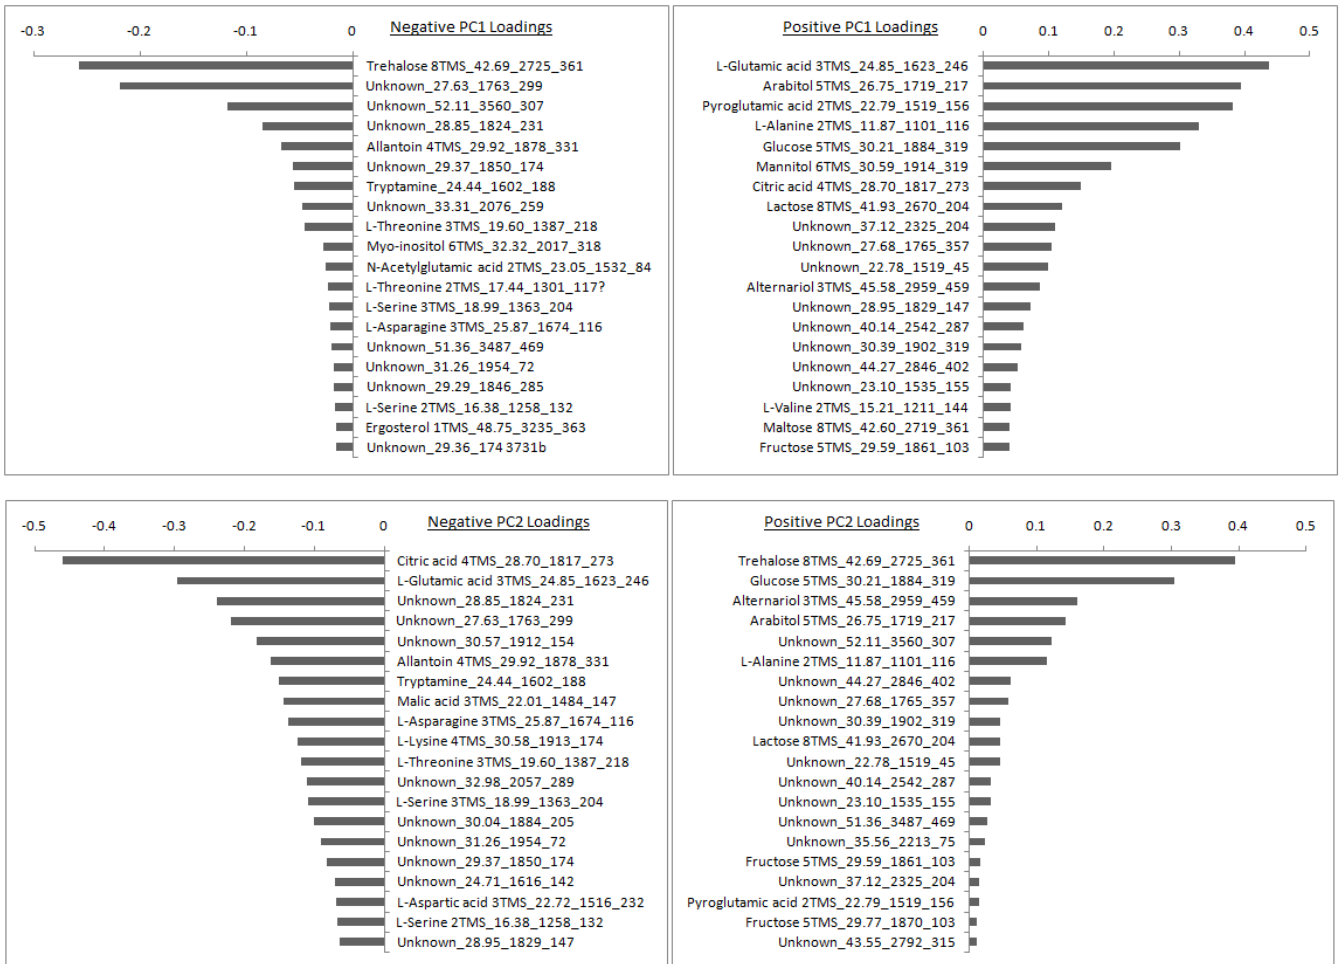 Negative PC1 Loadings
-0.3 -0.2 -0.1 0
Trehalose 8TMS_42.69_2725_361
Unknown_27.63_1763_299
Unknown_52.11_3560_307
Unknown_28.85_1824_231
Allantoin 4TMS_29.92_1878_331
Unknown_29.37_1850_174
Tryptamine_24.44_1602_188
Unknown_33.31_2076_259
L-Threonine 3TMS_19.60_1387_218
Myo-inositol 6TMS_32.32_2017_318
N-Acetylglutamic acid 2TMS_23.05_1532_84
L-Threonine 2TMS_17.44_1301_117?
L-Serine 3TMS_18.99_1363_204
L-Asparagine 3TMS_25.87_1674_116
Unknown_51.36_3487_469
Unknown_31.26_1954_72
Unknown_29.29_1846_285
L-Serine 2TMS_16.38_1258_132
Ergosterol 1TMS_48.75_3235_363
Unknown_29.36_174 3731b
Positive PC1 Loadings
0 0.1 0.2 0.3 0.4 0.5
L-Glutamic acid 3TMS_24.85_1623_246
Arabitol 5TMS_26.75_1719_217
Pyroglutamic acid 2TMS_22.79_1519_156
L-Alanine 2TMS_11.87_1101_116
Glucose 5TMS_30.21_1884_319
Mannitol 6TMS_30.59_1914_319
Citric acid 4TMS_28.70_1817_273
Lactose 8TMS_41.93_2670_204
Unknown_37.12_2325_204
Unknown_27.68_1765_357
Unknown_22.78_1519_45
Alternariol 3TMS_45.58_2959_459
Unknown_28.95_1829_147
Unknown_40.14_2542_287
Unknown_30.39_1902_319
Unknown_44.27_2846_402
Unknown_23.10_1535_155
L-Valine 2TMS_15.21_1211_144
Maltose 8TMS_42.60_2719_361
Fructose 5TMS_29.59_1861_103
Negative PC2 Loadings
-0.5 -0.4 -0.3 -0.2 -0.1 0
Citric acid 4TMS_28.70_1817_273
L-Glutamic acid 3TMS_24.85_1623_246
Unknown_28.85_1824_231
Unknown_27.63_1763_299
Unknown_30.57_1912_154
Allantoin 4TMS_29.92_1878_331
Tryptamine_24.44_1602_188
Malic acid 3TMS_22.01_1484_147
L-Asparagine 3TMS_25.87_1674_116
L-Lysine 4TMS_30.58_1913_174
L-Threonine 3TMS_19.60_1387_218
Unknown_32.98_2057_289
L-Serine 3TMS_18.99_1363_204
Unknown_30.04_1884_205
Unknown_31.26_1954_72
Unknown_29.37_1850_174
Unknown_24.71_1616_142
L-Aspartic acid 3TMS_22.72_1516_232
L-Serine 2TMS_16.38_1258_132
Unknown_28.95_1829_147
Positive PC2 Loadings
0 0.1 0.2 0.3 0.4 0.5
Trehalose 8TMS_42.69_2725_361
Glucose 5TMS_30.21_1884_319
Alternariol 3TMS_45.58_2959_459
Arabitol 5TMS_26.75_1719_217
Unknown_52.11_3560_307
L-Alanine 2TMS_11.87_1101_116
Unknown_44.27_2846_402
Unknown_27.68_1765_357
Unknown_30.39_1902_319
Lactose 8TMS_41.93_2670_204
Unknown_22.78_1519_45
Unknown_40.14_2542_287
Unknown_23.10_1535_155
Unknown_51.36_3487_469
Unknown_35.56_2213_75
Fructose 5TMS_29.59_1861_103
Unknown_37.12_2325_204
Pyroglutamic acid 2TMS_22.79_1519_156
Fructose 5TMS_29.77_1870_103
Unknown_43.55_2792_315